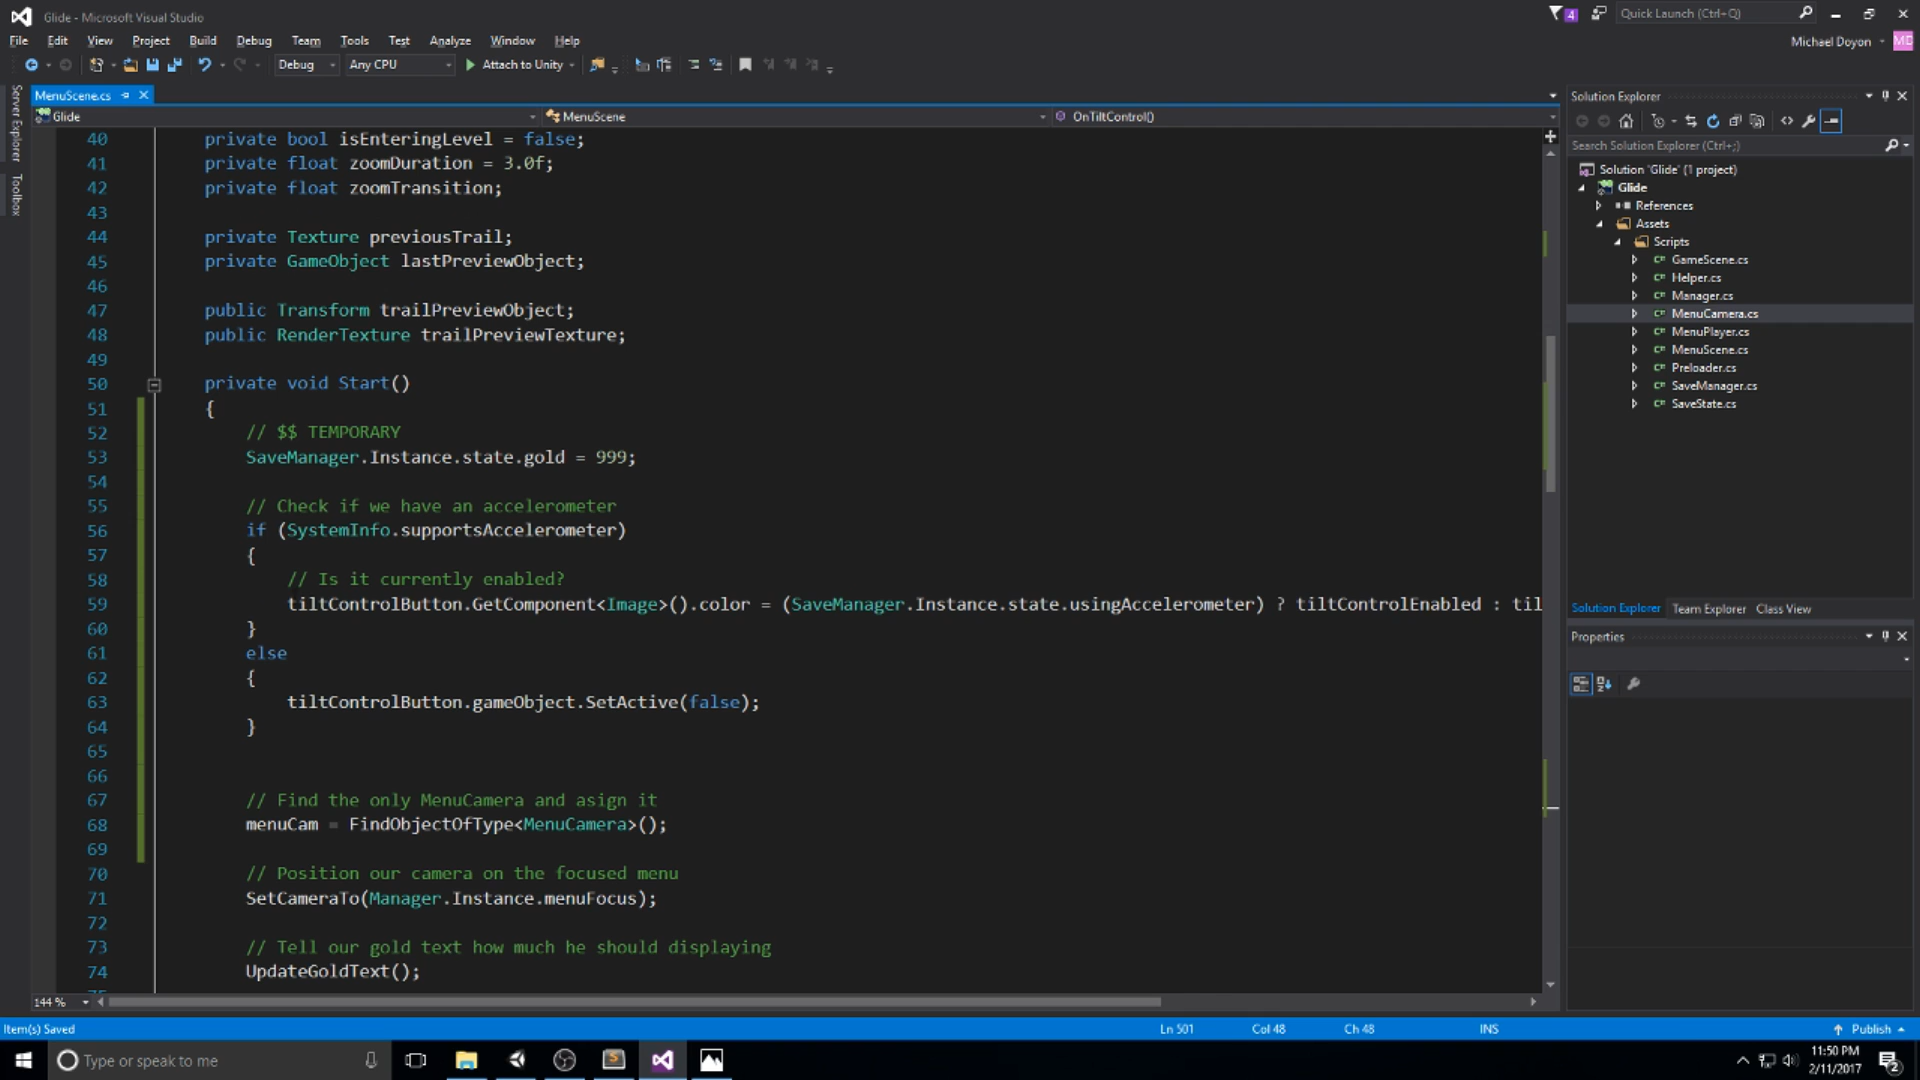 Glide - Microsoft Visual Studio
4
Quick Launch (Ctrl+Q)
File Edit View Project Build Debug Team Tools Test Analyze Window Help
Michael Doyon
MD
Debug
Any CPU
Attach to Unity
Server Explorer
Toolbox
MenuScene.cs
Glide
MenuScene
OnTiltControl()
40 private bool isEnteringLevel = false;
41 private float zoomDuration = 3.0f;
42 private float zoomTransition;
43
44 private Texture previousTrail;
45 private GameObject lastPreviewObject;
46
47 public Transform trailPreviewObject;
48 public RenderTexture trailPreviewTexture;
49
50 private void Start()
51 {
52 // $$ TEMPORARY
53 SaveManager.Instance.state.gold = 999;
54
55 // Check if we have an accelerometer
56 if (SystemInfo.supportsAccelerometer)
57 {
58 // Is it currently enabled?
59 tiltControlButton.GetComponent<Image>().color = (SaveManager.Instance.state.usingAccelerometer) ? tiltControlEnabled : til
60 }
61 else
62 {
63 tiltControlButton.gameObject.SetActive(false);
64 }
65
66
67 // Find the only MenuCamera and asign it
68 menuCam = FindObjectOfType<MenuCamera>();
69
70 // Position our camera on the focused menu
71 SetCameraTo(Manager.Instance.menuFocus);
72
73 // Tell our gold text how much he should displaying
74 UpdateGoldText();
144 %
Solution Explorer
Search Solution Explorer (Ctrl+;)
Solution 'Glide' (1 project)
Glide
References
Assets
Scripts
C# GameScene.cs
C# Helper.cs
C# Manager.cs
C# MenuCamera.cs
C# MenuPlayer.cs
C# MenuScene.cs
C# Preloader.cs
C# SaveManager.cs
C# SaveState.cs
Solution Explorer Team Explorer Class View
Properties
Item(s) Saved
Ln 501
Col 48
Ch 48
INS
Publish
Type or speak to me
11:50 PM
2/11/2017
2